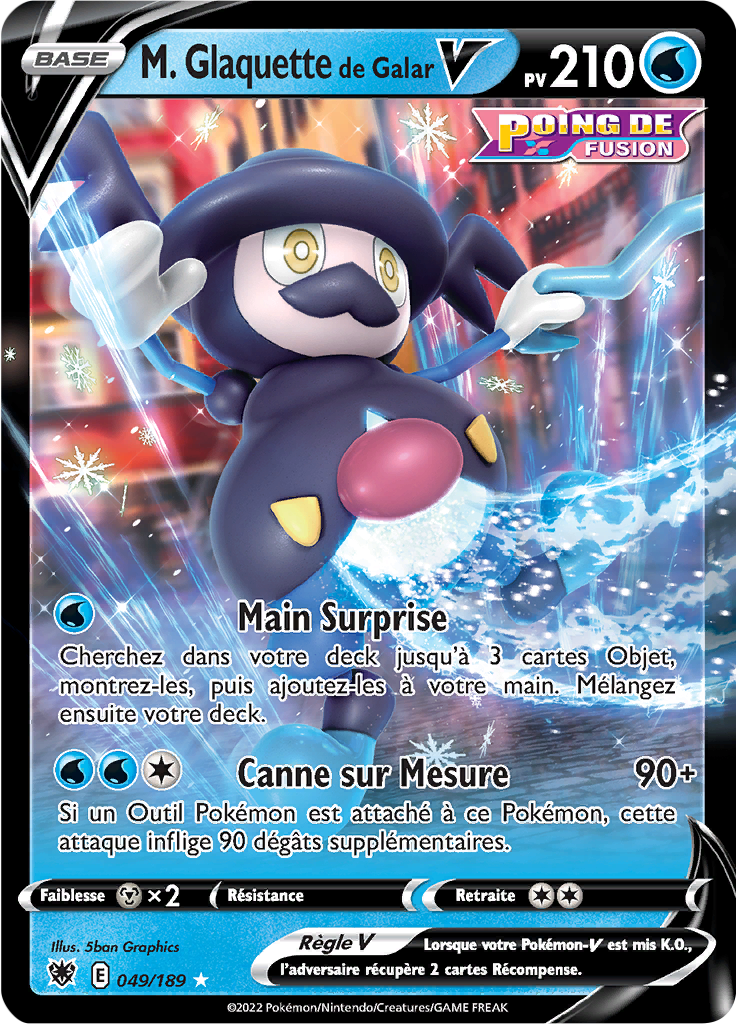 BASE
M. Glaquette de Galar V
PV 210
POING DE
FUSION
Main Surprise
Cherchez dans votre deck jusqu'à 3 cartes Objet,
montrez-les, puis ajoutez-les à votre main. Mélangez
ensuite votre deck.
Canne sur Mesure 90+
Si un Outil Pokémon est attaché à ce Pokémon, cette
attaque inflige 90 dégâts supplémentaires.
Faiblesse ×2 Résistance Retraite
Illus. 5ban Graphics
Règle V Lorsque votre Pokémon-V est mis K.O.,
l'adversaire récupère 2 cartes Récompense.
E 049/189 ★
©2022 Pokémon/Nintendo/Creatures/GAME FREAK